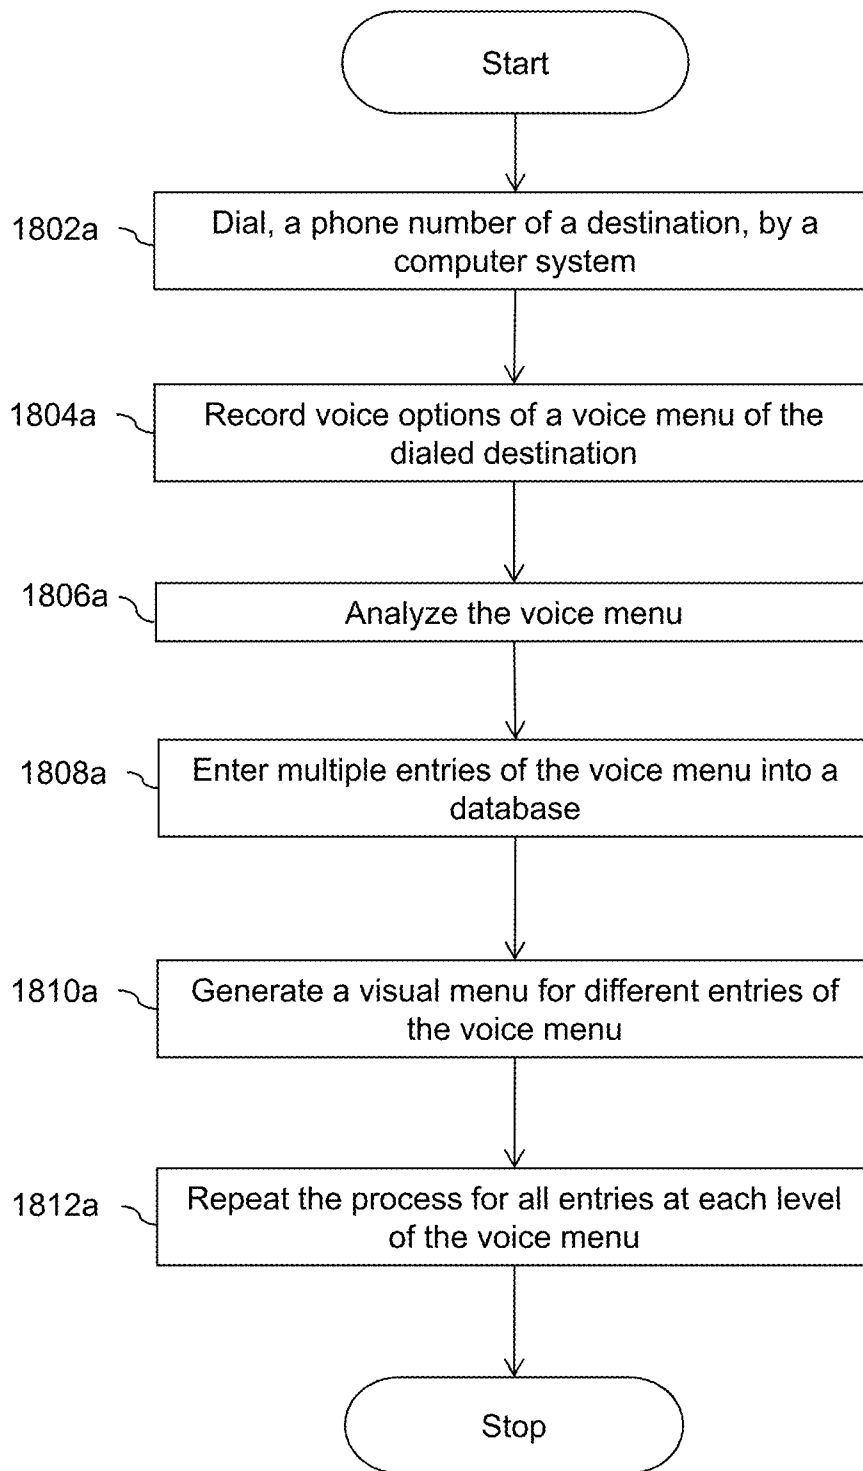 Start
1802a
Dial, a phone number of a destination, by a
computer system
1804a
Record voice options of a voice menu of the
dialed destination
1806a
Analyze the voice menu
1808a
Enter multiple entries of the voice menu into a
database
1810a
Generate a visual menu for different entries of
the voice menu
1812a
Repeat the process for all entries at each level
of the voice menu
Stop